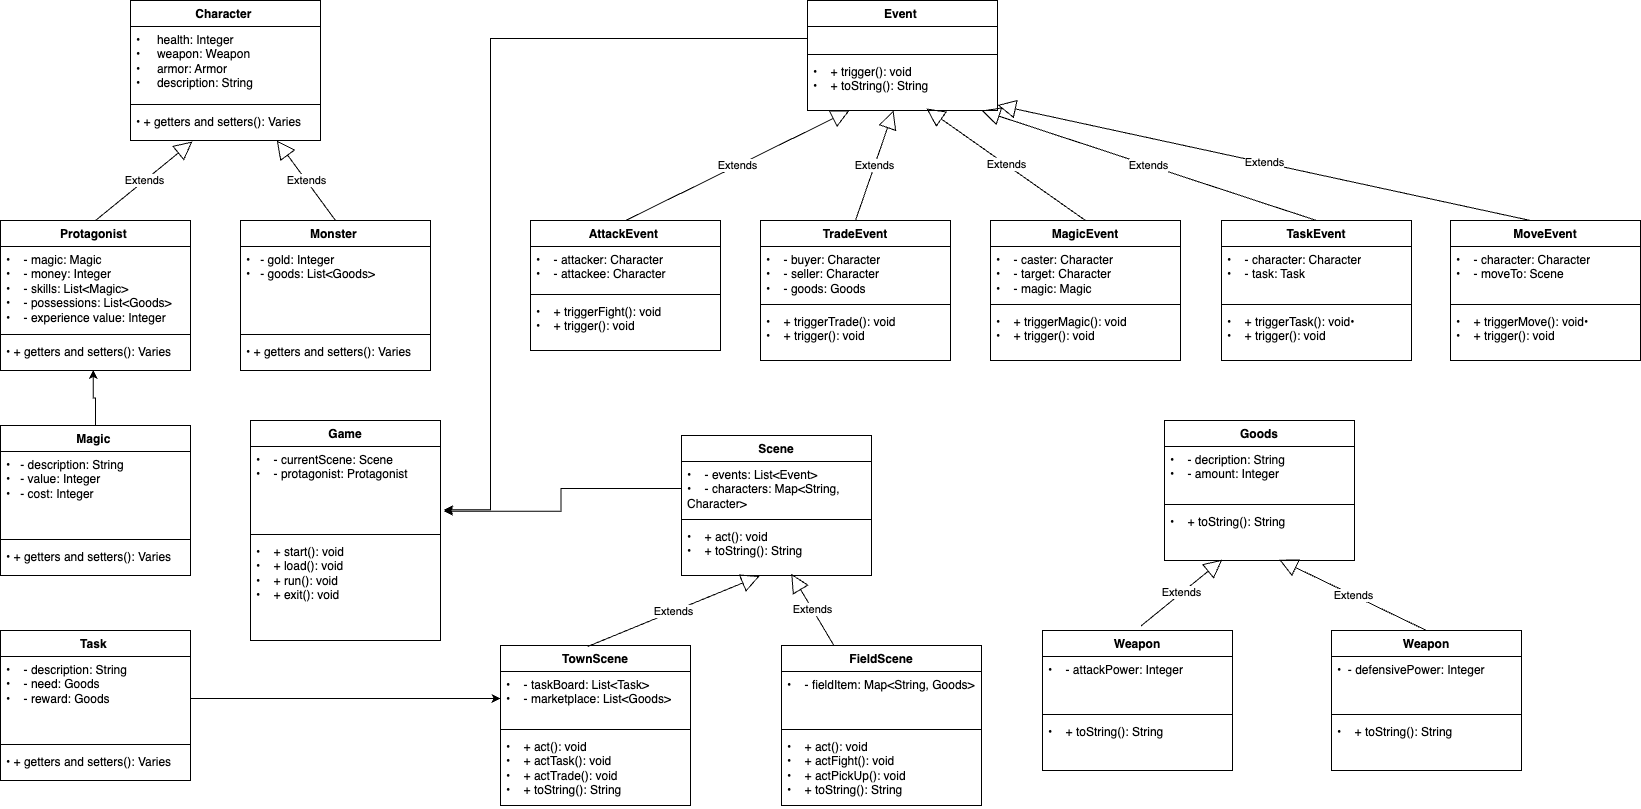 Character
• health: Integer
• weapon: Weapon
• armor: Armor
• description: String
• + getters and setters(): Varies
Event
• + trigger(): void
• + toString(): String
Extends
Extends
Extends
Extends
Extends
Extends
Extends
Protagonist
• - magic: Magic
• - money: Integer
• - skills: List<Magic>
• - possessions: List<Goods>
• - experience value: Integer
• + getters and setters(): Varies
Monster
• - gold: Integer
• - goods: List<Goods>
• + getters and setters(): Varies
AttackEvent
• - attacker: Character
• - attackee: Character
• + triggerFight(): void
• + trigger(): void
TradeEvent
• - buyer: Character
• - seller: Character
• - goods: Goods
• + triggerTrade(): void
• + trigger(): void
MagicEvent
• - caster: Character
• - target: Character
• - magic: Magic
• + triggerMagic(): void
• + trigger(): void
TaskEvent
• - character: Character
• - task: Task
• + triggerTask(): void•
• + trigger(): void
MoveEvent
• - character: Character
• - moveTo: Scene
• + triggerMove(): void•
• + trigger(): void
Magic
• - description: String
• - value: Integer
• - cost: Integer
• + getters and setters(): Varies
Game
• - currentScene: Scene
• - protagonist: Protagonist
• + start(): void
• + load(): void
• + run(): void
• + exit(): void
Scene
• - events: List<Event>
• - characters: Map<String,
Character>
• + act(): void
• + toString(): String
Goods
• - decription: String
• - amount: Integer
• + toString(): String
Extends
Extends
Extends
Extends
Task
• - description: String
• - need: Goods
• - reward: Goods
• + getters and setters(): Varies
TownScene
• - taskBoard: List<Task>
• - marketplace: List<Goods>
• + act(): void
• + actTask(): void
• + actTrade(): void
• + toString(): String
FieldScene
• - fieldItem: Map<String, Goods>
• + act(): void
• + actFight(): void
• + actPickUp(): void
• + toString(): String
Weapon
• - attackPower: Integer
• + toString(): String
Weapon
• - defensivePower: Integer
• + toString(): String